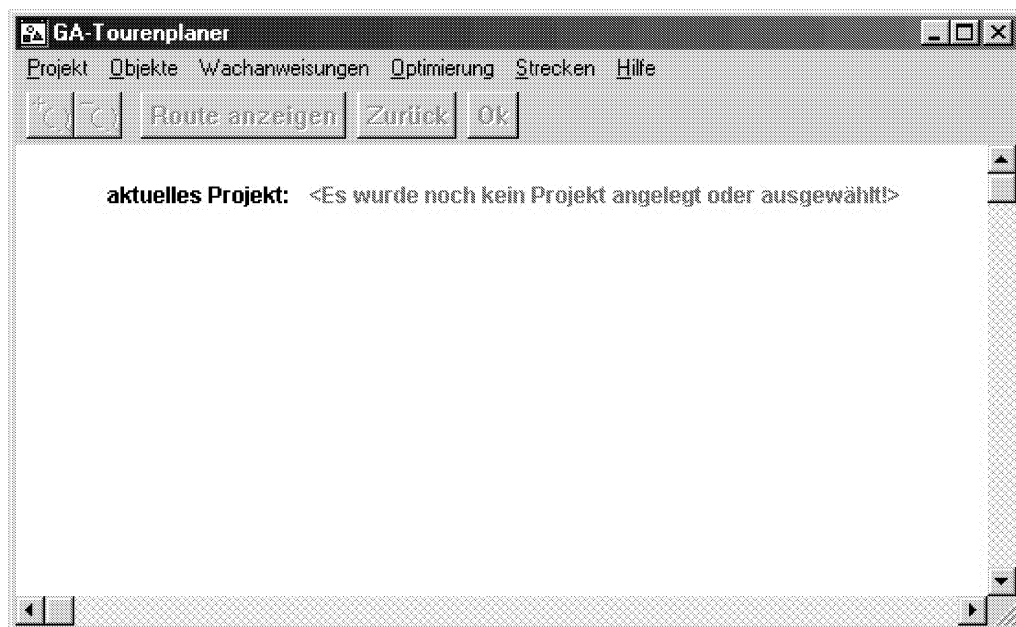 GA-Tourenplaner
Projekt Objekte Wachanweisungen Optimierung Strecken Hilfe
Route anzeigen Zurück Ok
aktuelles Projekt: <Es wurde noch kein Projekt angelegt oder ausgewählt!>